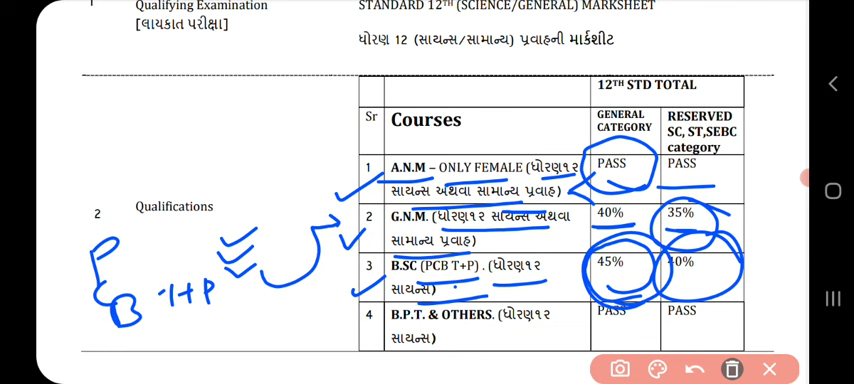 1
Qualifying Examination
[લાયકાત પરીક્ષા]
STANDARD 12TH (SCIENCE/GENERAL) MARKSHEET
ધોરણ 12 (સાયન્સ/સામાન્ય) પ્રવાહની માર્કશીટ
2
Qualifications
12TH STD TOTAL
Sr
Courses
GENERAL
CATEGORY
RESERVED
SC, ST,SEBC
category
1
A.N.M – ONLY FEMALE (ધોરણ૧૨
સાયન્સ અથવા સામાન્ય પ્રવાહ)
PASS
PASS
2
G.N.M. (ધોરણ૧૨ સાયન્સ અથવા
સામાન્ય પ્રવાહ)
40%
35%
3
B.SC (PCB T+P) . (ધોરણ૧૨
સાયન્સ)
45%
40%
4
B.P.T. & OTHERS. (ધોરણ૧૨
સાયન્સ)
PASS
PASS
B T+P